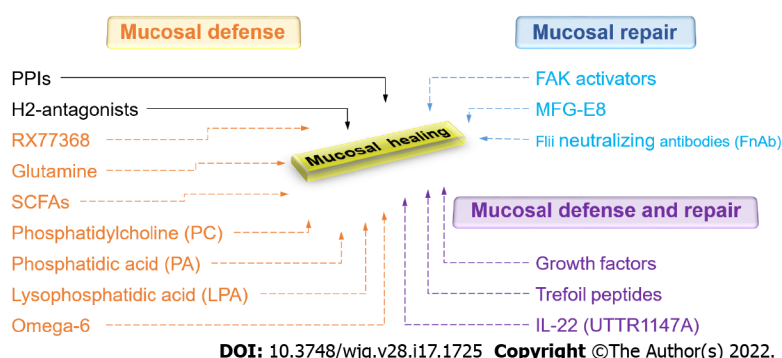 Mucosal defense
PPIs
H2-antagonists
RX77368
Glutamine
SCFAs
Phosphatidylcholine (PC)
Phosphatidic acid (PA)
Lysophosphatidic acid (LPA)
Omega-6
Mucosal healing
Mucosal repair
FAK activators
MFG-E8
Flii neutralizing antibodies (FnAb)
Mucosal defense and repair
Growth factors
Trefoil peptides
IL-22 (UTTR1147A)
DOI: 10.3748/wjg.v28.i17.1725 Copyright ©The Author(s) 2022.